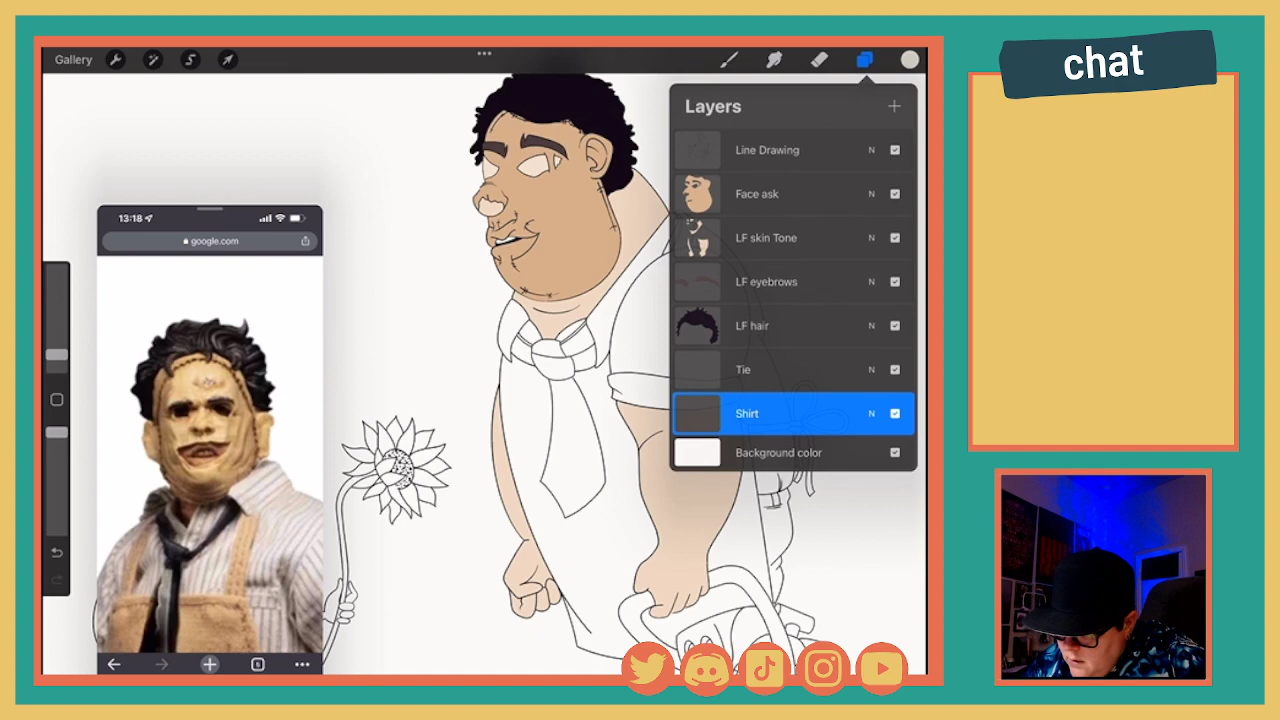 chat
Gallery
Layers
Line Drawing N
Face ask N
LF skin Tone N
LF eyebrows N
LF hair N
Tie N
Shirt N
Background color
13:18
google.com